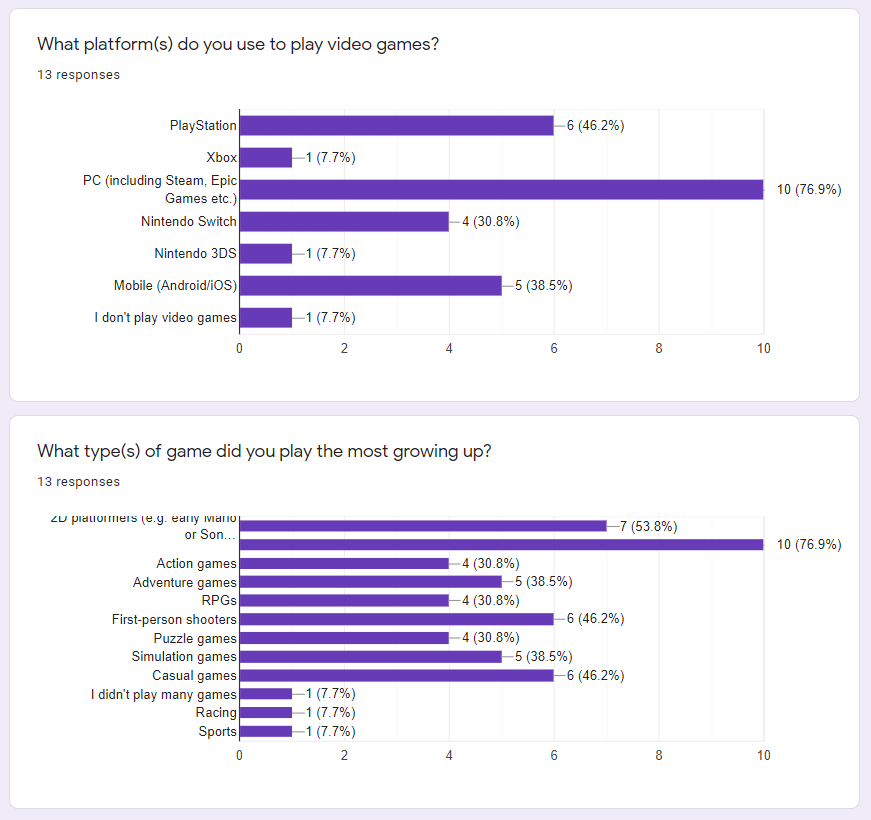 What platform(s) do you use to play video games?
13 responses
PlayStation
6 (46.2%)
Xbox
1 (7.7%)
PC (including Steam, Epic
Games etc.)
10 (76.9%)
Nintendo Switch
4 (30.8%)
Nintendo 3DS
1 (7.7%)
Mobile (Android/iOS)
5 (38.5%)
I don't play video games
1 (7.7%)
0 2 4 6 8 10
What type(s) of game did you play the most growing up?
13 responses
2D platformers (e.g. early Mario
or Son...
7 (53.8%)
10 (76.9%)
Action games
4 (30.8%)
Adventure games
5 (38.5%)
RPGs
4 (30.8%)
First-person shooters
6 (46.2%)
Puzzle games
4 (30.8%)
Simulation games
5 (38.5%)
Casual games
6 (46.2%)
I didn't play many games
1 (7.7%)
Racing
1 (7.7%)
Sports
1 (7.7%)
0 2 4 6 8 10